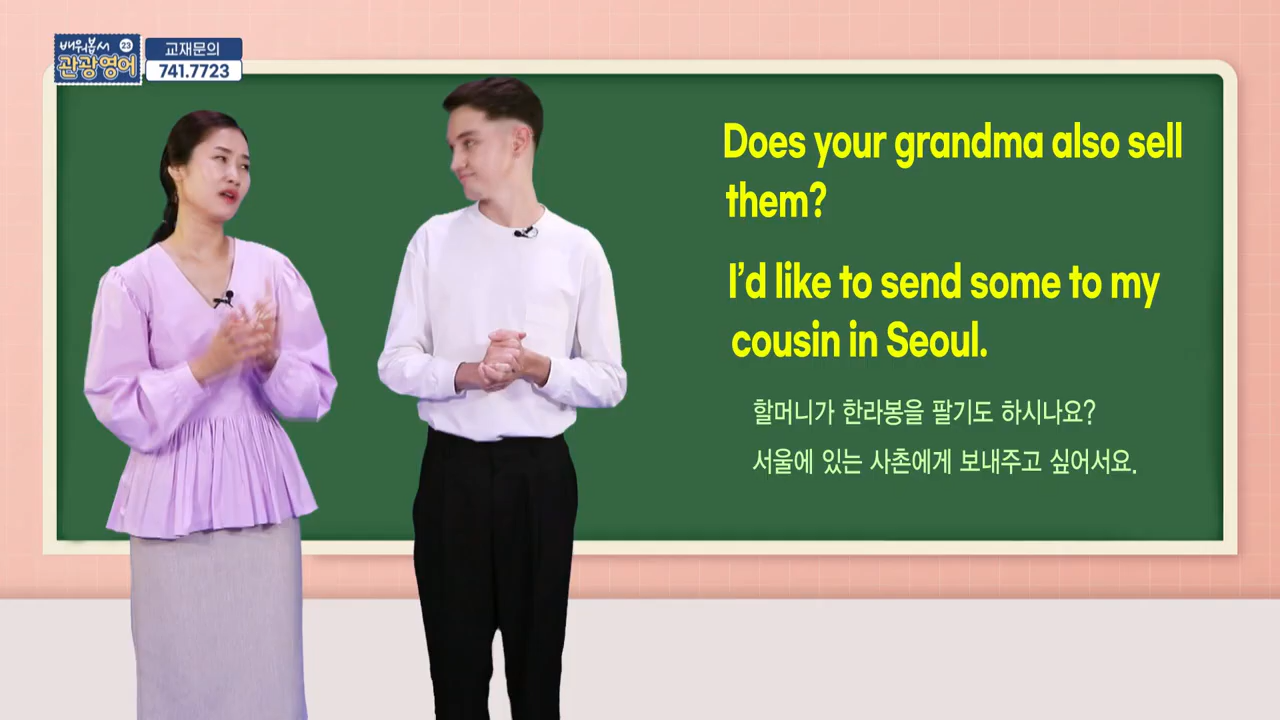 배워봅서 23
관광영어
교재문의
741.7723
Does your grandma also sell
them?
I'd like to send some to my
cousin in Seoul.
할머니가 한라봉을 팔기도 하시나요?
서울에 있는 사촌에게 보내주고 싶어서요.